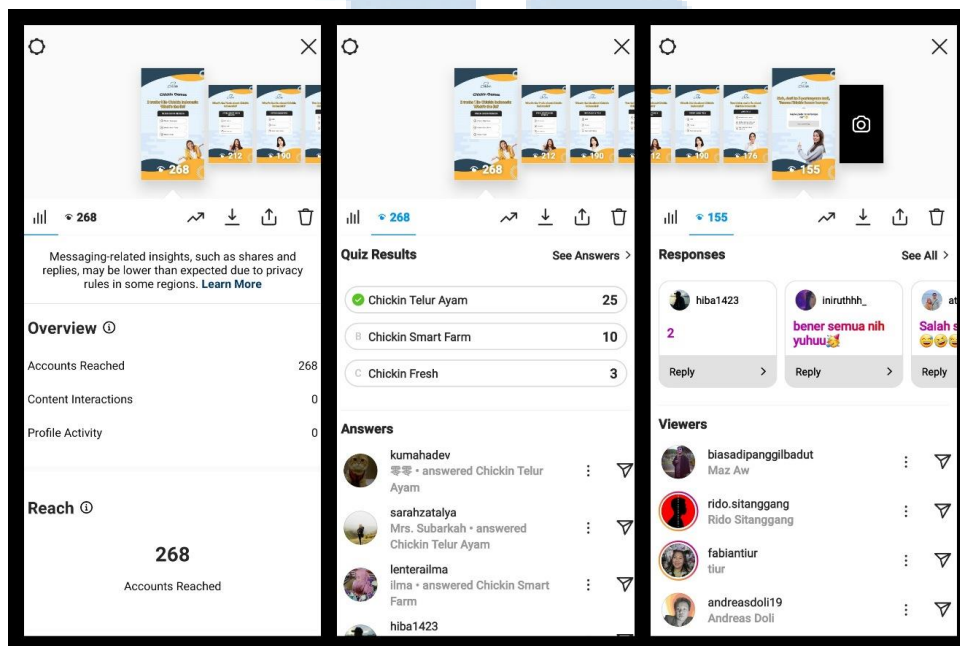 268
212
190
268
Messaging-related insights, such as shares and
replies, may be lower than expected due to privacy
rules in some regions. Learn More
Overview
Accounts Reached 268
Content Interactions 0
Profile Activity 0
Reach
268
Accounts Reached
268
212
190
268
Quiz Results See Answers >
Chickin Telur Ayam 25
B Chickin Smart Farm 10
C Chickin Fresh 3
Answers
kumahadev
零零 • answered Chickin Telur
Ayam
sarahzatalya
Mrs. Subarkah • answered
Chickin Telur Ayam
lenterailma
ilma • answered Chickin Smart
Farm
hiba1423
12
190
176
155
155
Responses See All >
hiba1423
2
Reply >
iniruthhh_
bener semua nih
yuhuu🥳
Reply >
at
Salah s
😅🤣
Reply
Viewers
biasadipanggilbadut
Maz Aw
rido.sitanggang
Rido Sitanggang
fabiantiur
tiur
andreasdoli19
Andreas Doli